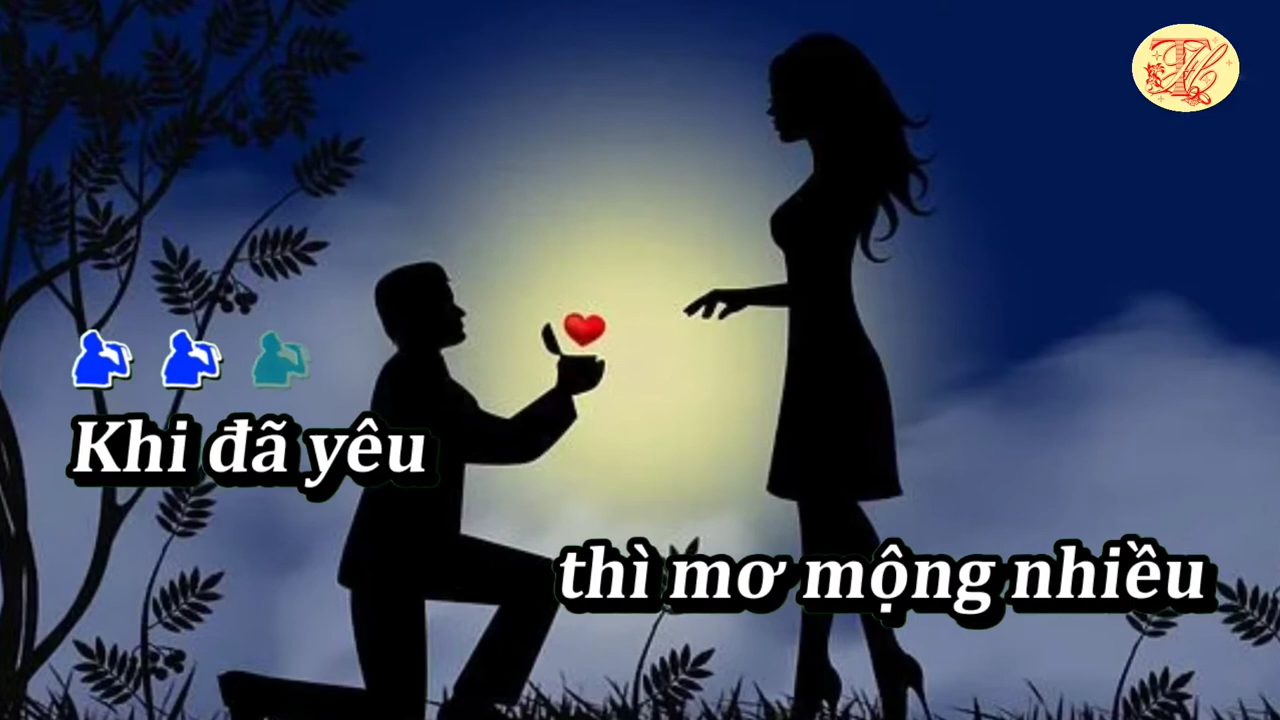 Khi đã yêu
thì mơ mộng nhiều